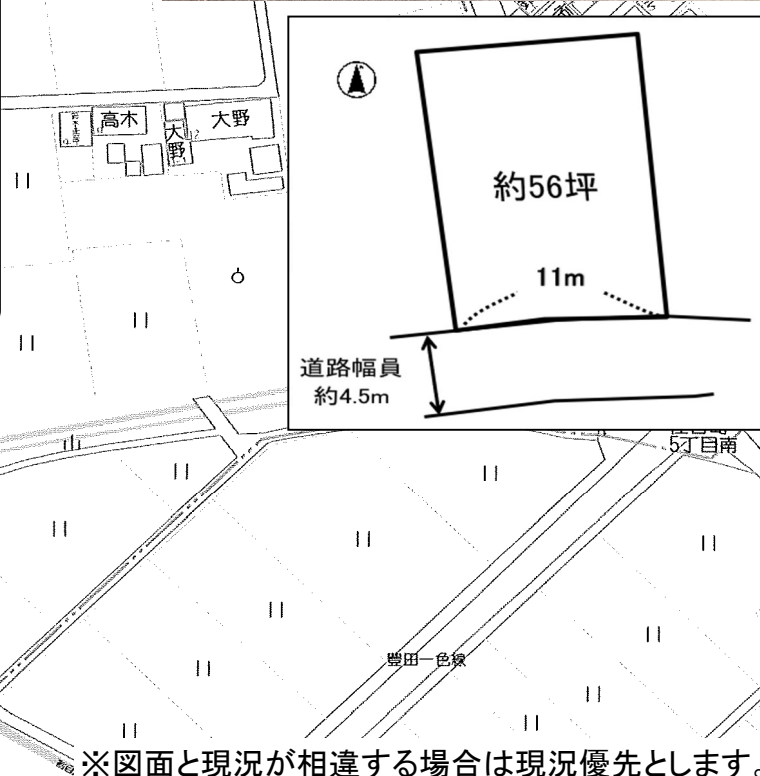 高木
大野
大野
約56坪
11m
道路幅員
約4.5m
5丁目南
豊田一色線
※図面と現況が相違する場合は現況優先とします。